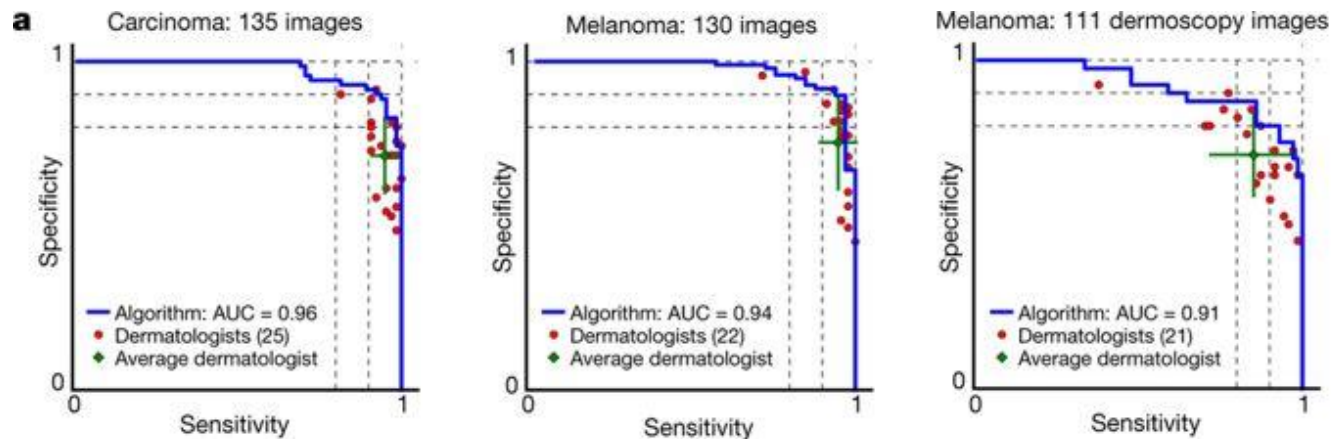 a
Carcinoma: 135 images
1
Specificity
Algorithm: AUC = 0.96
Dermatologists (25)
Average dermatologist
0
0
1
Sensitivity
Melanoma: 130 images
1
Specificity
Algorithm: AUC = 0.94
Dermatologists (22)
Average dermatologist
0
0
1
Sensitivity
Melanoma: 111 dermoscopy images
1
Specificity
Algorithm: AUC = 0.91
Dermatologists (21)
Average dermatologist
0
0
1
Sensitivity